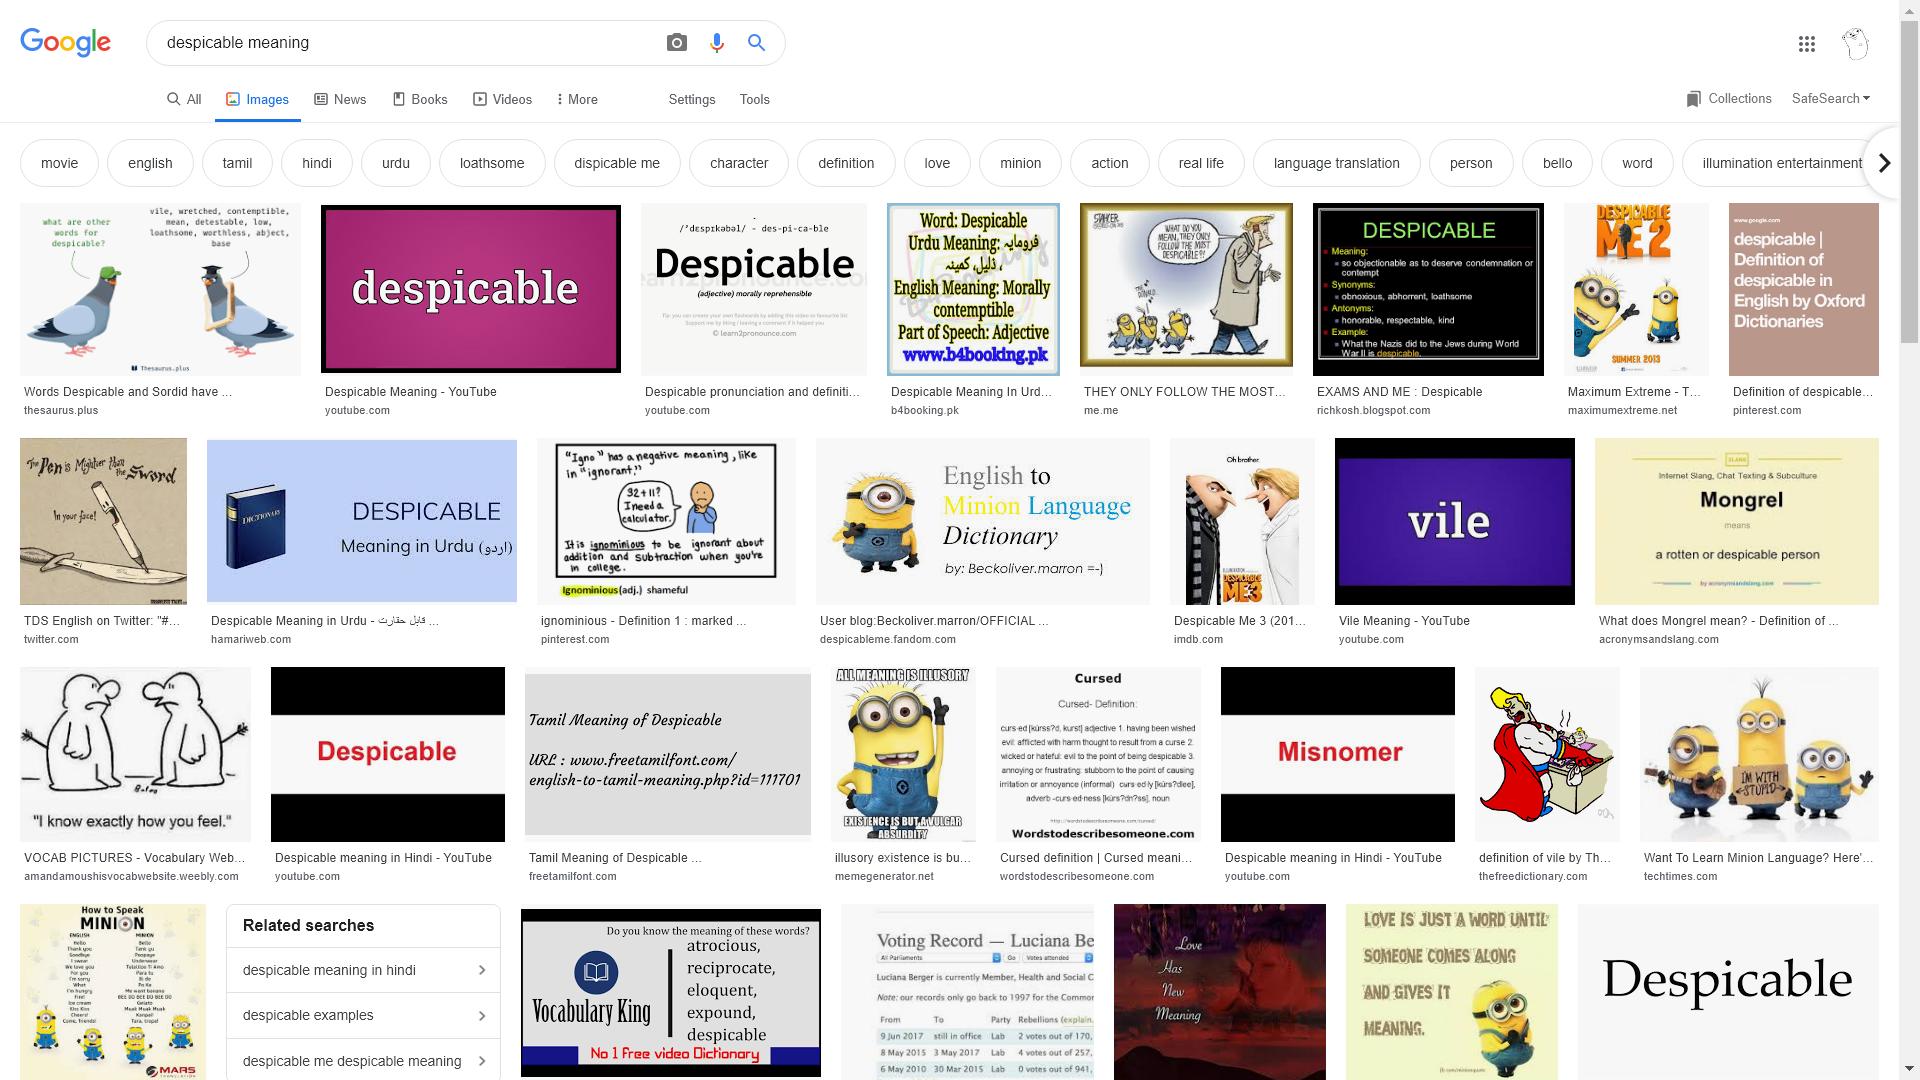 Google
despicable meaning
All
Images
News
Books
Videos
More
Settings
Tools
Collections
SafeSearch
movie
english
tamil
hindi
urdu
loathsome
dispicable me
character
definition
love
minion
action
real life
language translation
person
bello
word
illumination entertainment
what are other
words for
despicable?
vile, wretched, contemptible,
mean, detestable, low,
loathsome, worthless, abject,
base
Thesaurus.plus
Words Despicable and Sordid have ...
thesaurus.plus
despicable
Despicable Meaning - YouTube
youtube.com
/'dɛspɪkəbəl/ - des-pi-ca-ble
Despicable
(adjective) morally reprehensible
© learn2pronounce.com
Despicable pronunciation and definiti...
youtube.com
Word: Despicable
Urdu Meaning: فرومایہ
، ذلیل، کمینہ
English Meaning: Morally
contemptible
Part of Speech: Adjective
www.b4booking.pk
Despicable Meaning In Urd...
b4booking.pk
WHAT DO YOU
MEAN, THEY ONLY
FOLLOW THE MOST
DESPICABLE?!
THE DONALD.
THEY ONLY FOLLOW THE MOST...
me.me
DESPICABLE
Meaning:
so objectionable as to deserve condemnation or
contempt
Synonyms:
obnoxious, abhorrent, loathsome
Antonyms:
honorable, respectable, kind
Example:
What the Nazis did to the Jews during World
War II is despicable.
EXAMS AND ME : Despicable
richkosh.blogspot.com
DESPICABLE
ME 2
SUMMER 2013
Maximum Extreme - T...
maximumextreme.net
www.google.com
despicable |
Definition of
despicable in
English by Oxford
Dictionaries
Definition of despicable...
pinterest.com
The Pen is Mightier than
the Sword
In your face!
TDS English on Twitter: "#...
twitter.com
DICTIONARY
DESPICABLE
Meaning in Urdu (اردو)
Despicable Meaning in Urdu - قابل حقارت ...
hamariweb.com
"Igno" has a negative meaning, like
in "ignorant."
32+11?
I need a
calculator.
It is ignominious to be ignorant about
addition and subtraction when you're
in college.
Ignominious (adj.) shameful
ignominious - Definition 1 : marked ...
pinterest.com
English to
Minion Language
Dictionary
by: Beckoliver.marron =-)
User blog:Beckoliver.marron/OFFICIAL ...
despicableme.fandom.com
Oh brother.
DESPICABLE
ME 3
Despicable Me 3 (201...
imdb.com
vile
Vile Meaning - YouTube
youtube.com
SLANG
Internet Slang, Chat Texting & Subculture
Mongrel
means
a rotten or despicable person
by acronymsandslang.com
What does Mongrel mean? - Definition of ...
acronymsandslang.com
"I know exactly how you feel."
VOCAB PICTURES - Vocabulary Web...
amandamoushisvocabwebsite.weebly.com
Despicable
Despicable meaning in Hindi - YouTube
youtube.com
Tamil Meaning of Despicable
URL : www.freetamilfont.com/
english-to-tamil-meaning.php?id=111701
Tamil Meaning of Despicable ...
freetamilfont.com
ALL MEANING IS ILLUSORY
EXISTENCE IS BUT A VULGAR
ABSURDITY
illusory existence is bu...
memegenerator.net
Cursed
Cursed- Definition:
curs·ed [kúrss?d, kurst] adjective 1. having been wished
evil: afflicted with harm thought to result from a curse 2.
wicked or hateful: evil to the point of being despicable 3.
annoying or frustrating: stubborn to the point of causing
irritation or annoyance (informal) curs·ed·ly [kúrs?dlee],
adverb -curs·ed·ness [kúrs?dn?ss], noun
http://wordstodescribesomeone.com/cursed/
Wordstodescribesomeone.com
Cursed definition | Cursed meani...
wordstodescribesomeone.com
Misnomer
Despicable meaning in Hindi - YouTube
youtube.com
definition of vile by Th...
thefreedictionary.com
I'M WITH
STUPID
Want To Learn Minion Language? Here'...
techtimes.com
How to Speak
MINION
ENGLISH
MINION
MARS
Related searches
despicable meaning in hindi
despicable examples
despicable me despicable meaning
Do you know the meaning of these words?
Vocabulary King
atrocious,
reciprocate,
eloquent,
expound,
despicable
No 1 Free video Dictionary
Voting Record — Luciana Be
All Parliaments
Go
Votes attended
Luciana Berger is currently Member, Health and Social C
Note: our records only go back to 1997 for the Commor
From To Party Rebellions (explain.
9 Jun 2017 still in office Lab 2 votes out of 170,
8 May 2015 3 May 2017 Lab 4 votes out of 257,
6 May 2010 30 Mar 2015 Lab 0 votes out of 941,
Love
Has
New
Meaning
LOVE IS JUST A WORD UNTIL
SOMEONE COMES ALONG
AND GIVES IT
MEANING.
Despicable